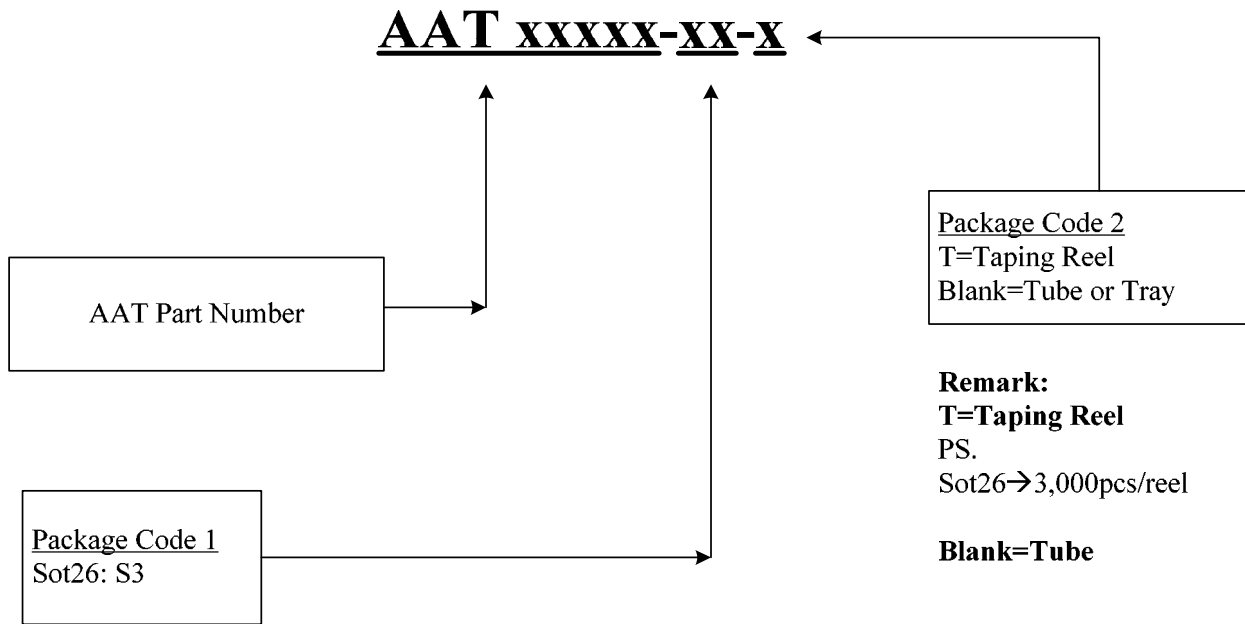 AAT xxxxx-xx-x
Package Code 2
T=Taping Reel
Blank=Tube or Tray
AAT Part Number
Remark:
T=Taping Reel
PS.
Sot26→3,000pcs/reel
Blank=Tube
Package Code 1
Sot26: S3